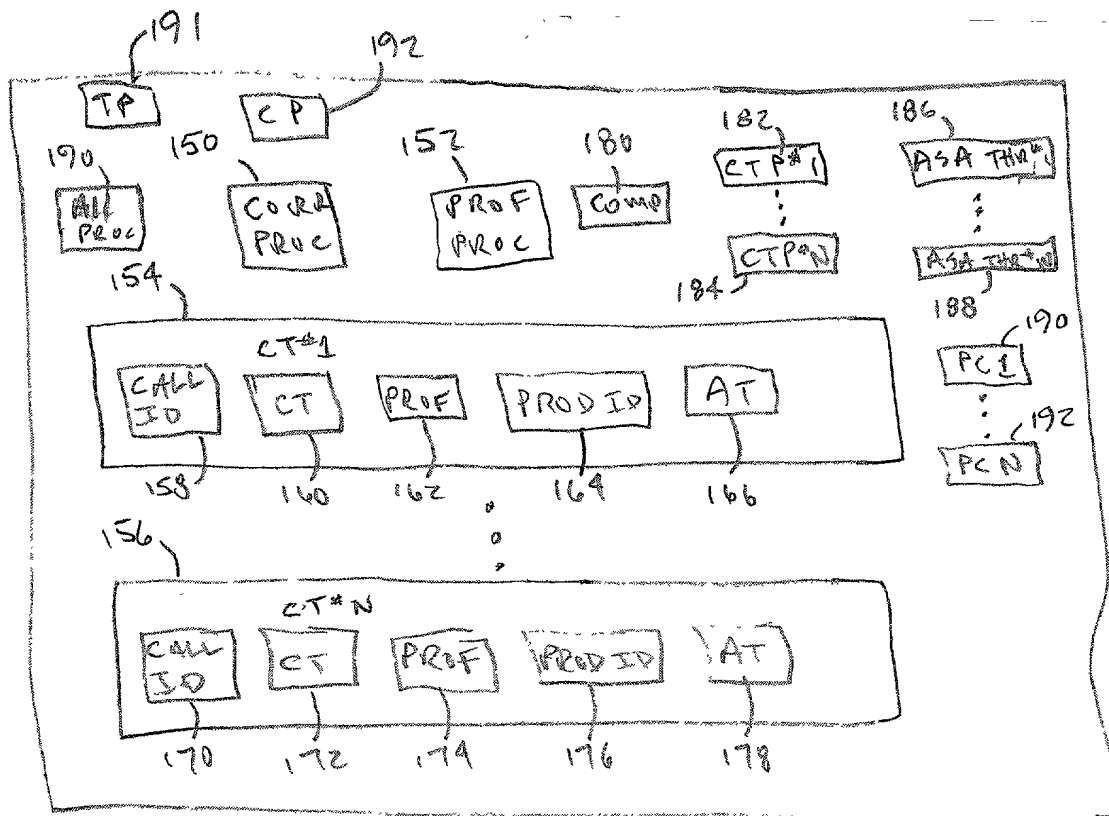 191
192
TP
CP
190
150
152
180
182
186
All
PROC
CORR
PROC
PROF
PROC
COMP
CTP#1
ASA THR#1
CTP#N
ASA THR#N
184
188
154
CT#1
CALL
ID
CT
PROF
PROD ID
AT
190
PC1
192
PCN
158
160
162
164
166
156
CT#N
CALL
ID
CT
PROF
PROD ID
AT
170
172
174
176
178